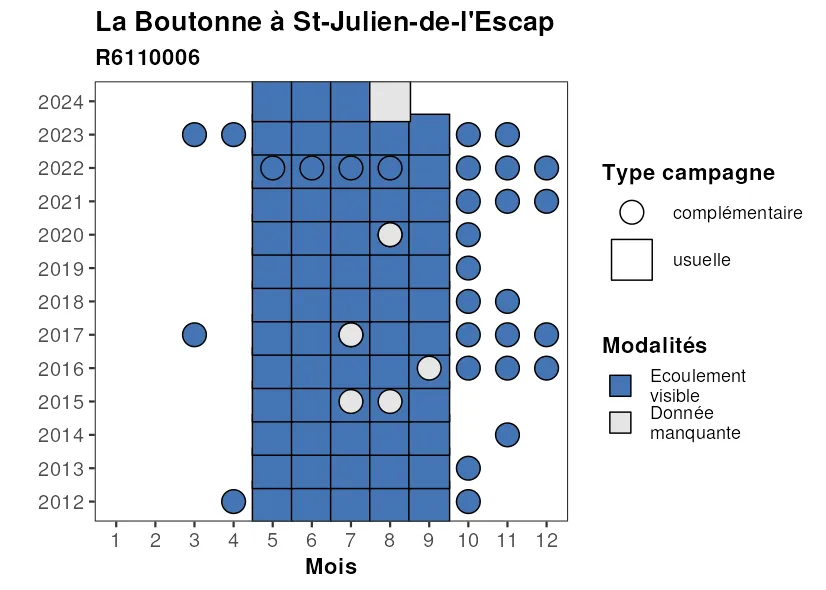 La Boutonne à St-Julien-de-l'Escap
R6110006
2024
2023
2022
2021
2020
2019
2018
2017
2016
2015
2014
2013
2012
1 2 3 4 5 6 7 8 9 10 11 12
Mois
Type campagne
complémentaire
usuelle
Modalités
Ecoulement
visible
Donnée
manquante